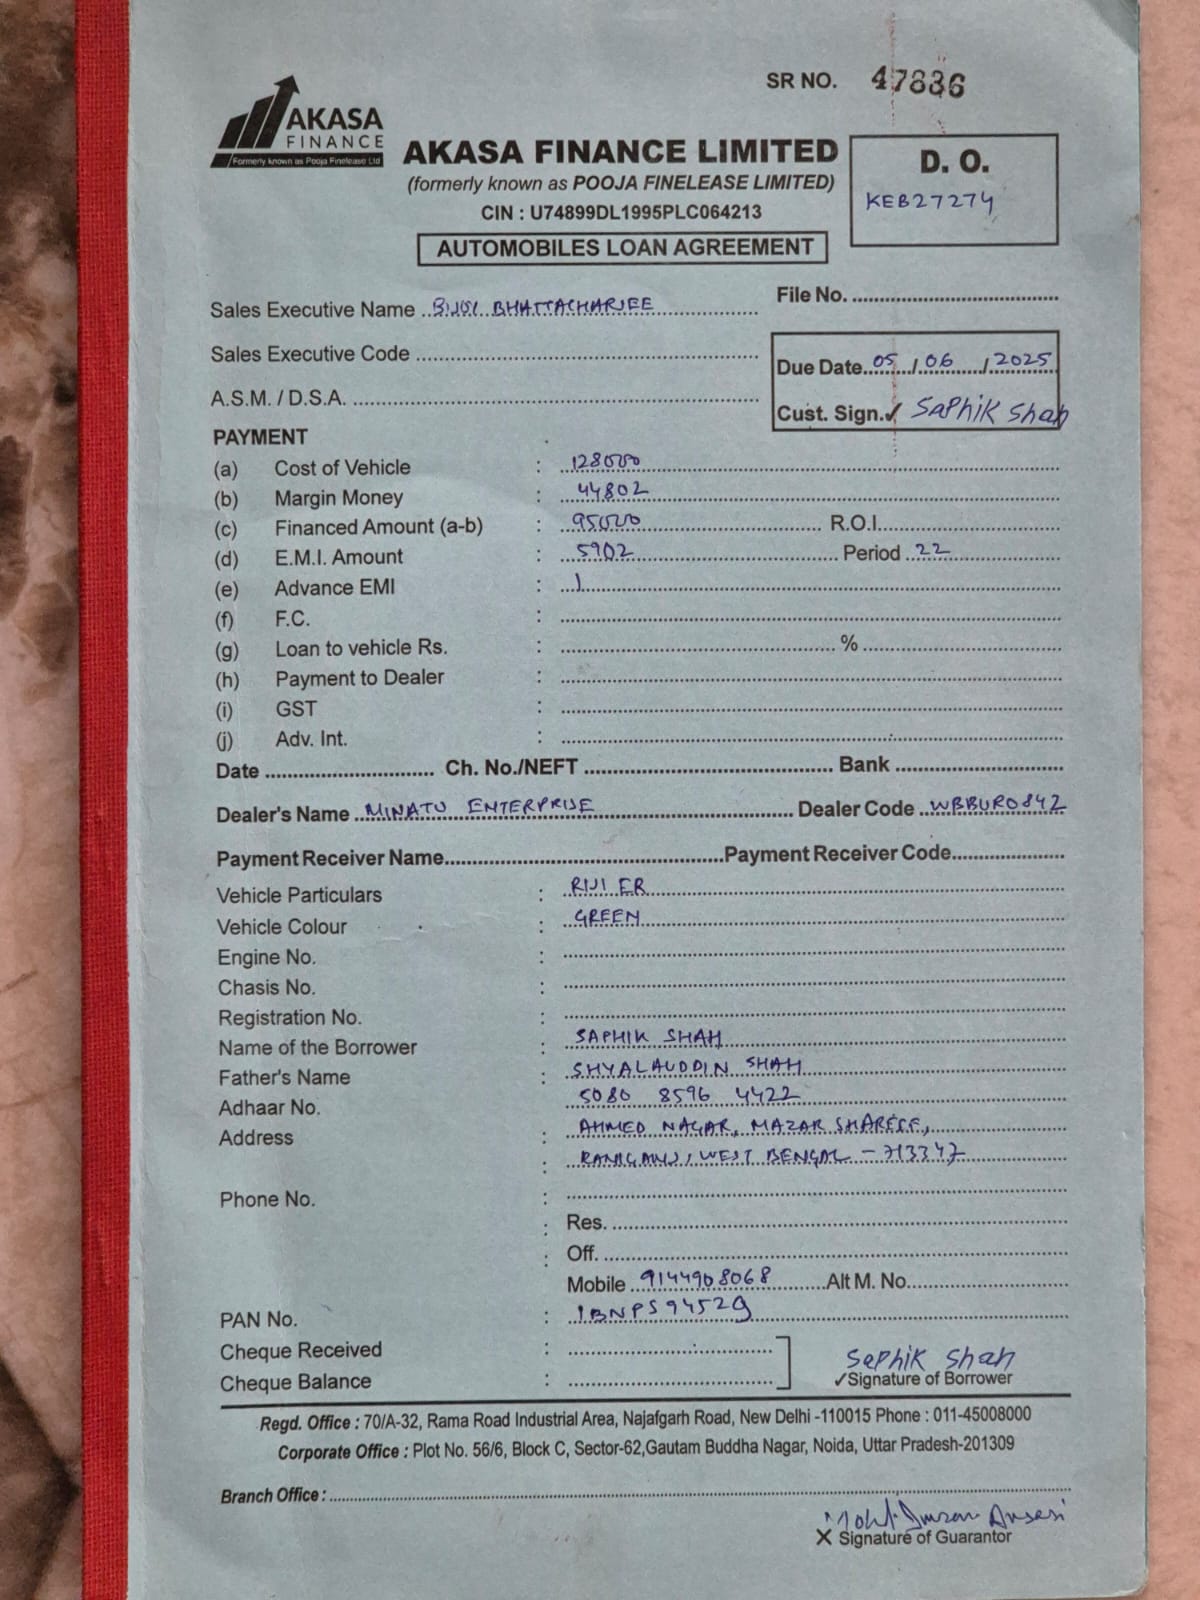 SR NO. 47836
AKASA
FINANCE
Formerly known as Pooja Finelease Ltd
AKASA FINANCE LIMITED
(formerly known as POOJA FINELEASE LIMITED)
CIN : U74899DL1995PLC064213
AUTOMOBILES LOAN AGREEMENT
D. O.
KEB27274
Sales Executive Name BIJOY BHATTACHARJEE
File No.
Sales Executive Code
Due Date 05 / 06 / 2025
A.S.M. / D.S.A.
Cust. Sign.✓ Saphik Shah
PAYMENT
(a) Cost of Vehicle : 128000
(b) Margin Money : 44802
(c) Financed Amount (a-b) : 95000 R.O.I.
(d) E.M.I. Amount : 5902 Period 22
(e) Advance EMI : 1
(f) F.C. :
(g) Loan to vehicle Rs. : %
(h) Payment to Dealer :
(i) GST :
(j) Adv. Int. :
Date Ch. No./NEFT Bank
Dealer's Name MINATU ENTERPRISE Dealer Code WBBUR0842
Payment Receiver Name Payment Receiver Code
Vehicle Particulars : RIJI ER
Vehicle Colour : GREEN
Engine No. :
Chasis No. :
Registration No. :
Name of the Borrower : SAPHIK SHAH
Father's Name : SHYALAUDDIN SHAH
Adhaar No. 5080 8596 4422
Address : AHMED NAGAR, MAZAR SHAREEF,
: RANIGANJ, WEST BENGAL - 713347
Phone No. :
: Res.
: Off.
Mobile 9144908068 Alt M. No.
PAN No. : IBNPS9452G
Cheque Received :
Cheque Balance :
Saphik Shah
✓Signature of Borrower
Regd. Office : 70/A-32, Rama Road Industrial Area, Najafgarh Road, New Delhi -110015 Phone : 011-45008000
Corporate Office : Plot No. 56/6, Block C, Sector-62,Gautam Buddha Nagar, Noida, Uttar Pradesh-201309
Branch Office :
Mohd. Imran Ansari
X Signature of Guarantor